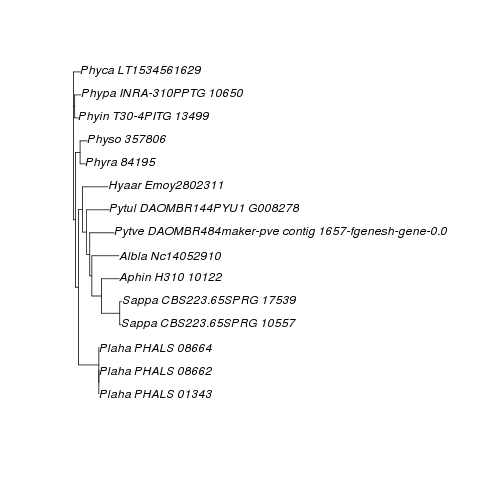 Phyca LT1534561629
Phypa INRA-310PPTG 10650
Phyin T30-4PITG 13499
Physo 357806
Phyra 84195
Hyaar Emoy2802311
Pytul DAOMBR144PYU1 G008278
Pytve DAOMBR484maker-pve contig 1657-fgenesh-gene-0.0
Albla Nc14052910
Aphin H310 10122
Sappa CBS223.65SPRG 17539
Sappa CBS223.65SPRG 10557
Plaha PHALS 08664
Plaha PHALS 08662
Plaha PHALS 01343